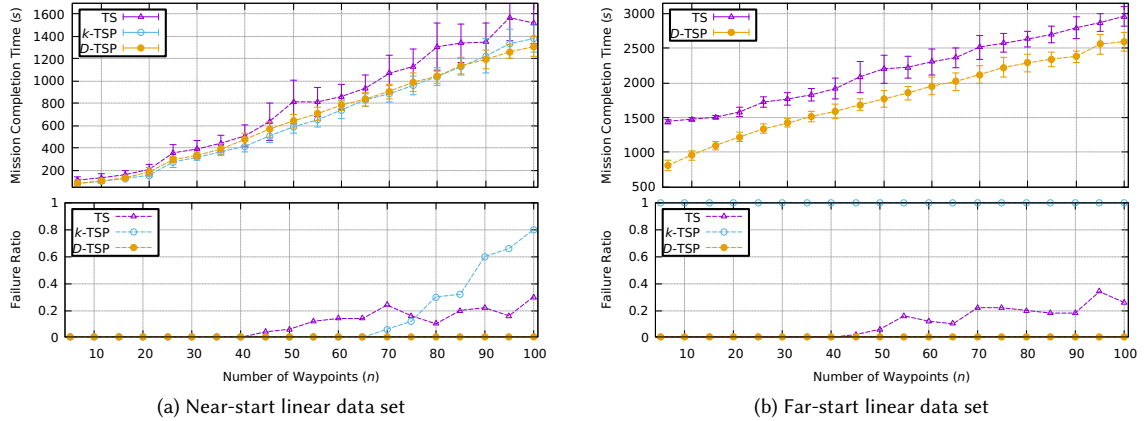 Mission Completion Time (s)
1600
1400
1200
1000
800
600
400
200
TS
k-TSP
D-TSP
Failure Ratio
1
0.8
0.6
0.4
0.2
0
TS
k-TSP
D-TSP
10 20 30 40 50 60 70 80 90 100
Number of Waypoints (n)
(a) Near-start linear data set
Mission Completion Time (s)
3000
2500
2000
1500
1000
500
TS
D-TSP
Failure Ratio
1
0.8
0.6
0.4
0.2
0
TS
k-TSP
D-TSP
10 20 30 40 50 60 70 80 90 100
Number of Waypoints (n)
(b) Far-start linear data set